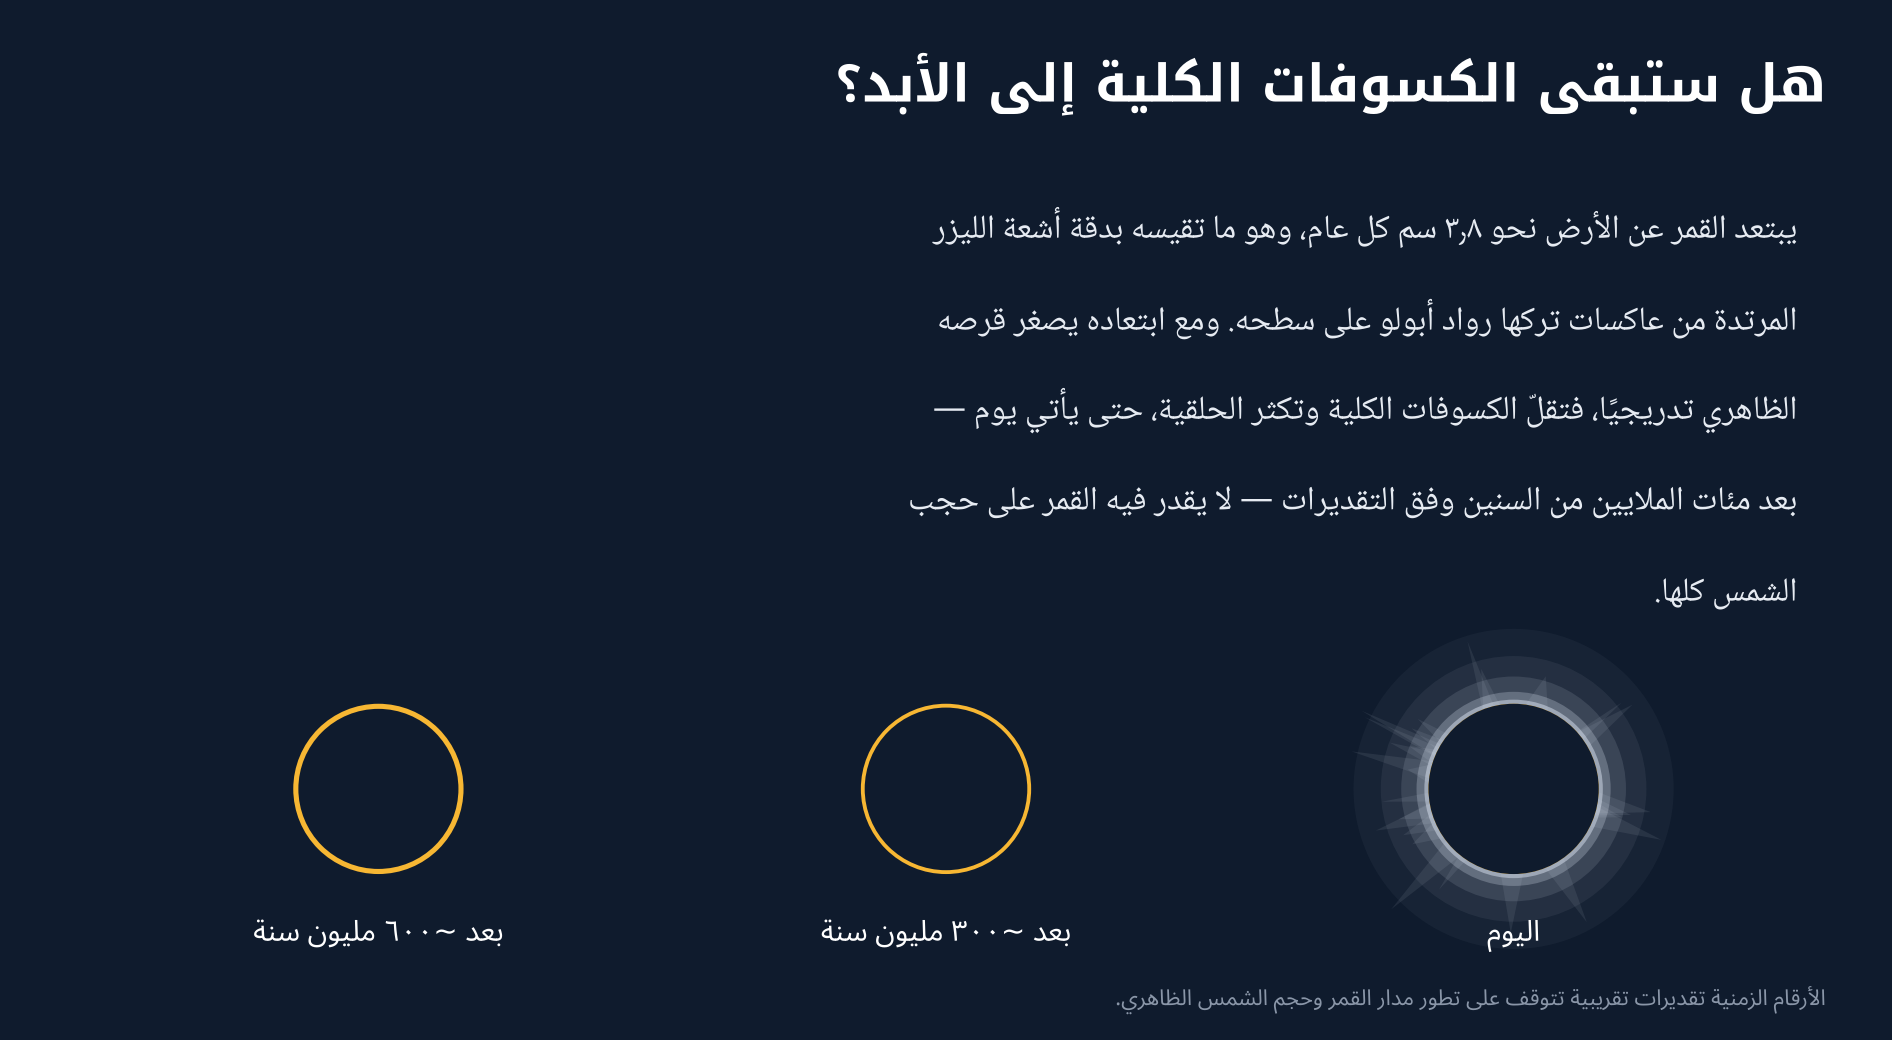 هل ستبقى الكسوفات الكلية إلى الأبد؟
يبتعد القمر عن الأرض نحو ٣٫٨ سم كل عام، وهو ما تقيسه بدقة أشعة الليزر
المرتدة من عاكسات تركها رواد أبولو على سطحه. ومع ابتعاده يصغر قرصه
الظاهري تدريجيًا، فتقلّ الكسوفات الكلية وتكثر الحلقية، حتى يأتي يوم —
بعد مئات الملايين من السنين وفق التقديرات — لا يقدر فيه القمر على حجب
الشمس كلها.
اليوم
بعد ~٣٠٠ مليون سنة
بعد ~٦٠٠ مليون سنة
الأرقام الزمنية تقديرات تقريبية تتوقف على تطور مدار القمر وحجم الشمس الظاهري.